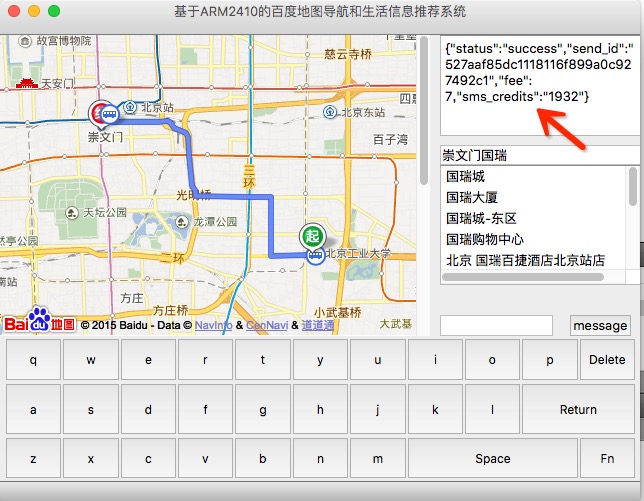 基于ARM2410的百度地图导航和生活信息推荐系统
故宫博物院
慈云寺桥
天安门
北京站
北京东站
四惠
崇文门
百子湾
三环
光明桥
天坛公园
龙潭公园
起
北京工业大学
然亭公园
二环
南站
方庄
方庄桥
小武基桥
大武基
Baidu地图 © 2015 Baidu - Data © NavInfo & CenNavi & 道道通
{"status":"success","send_id":"
527aaf85dc1118116f899a0c92
7492c1","fee":
7,"sms_credits":"1932"}
崇文门国瑞
国瑞城
国瑞大厦
国瑞城-东区
国瑞购物中心
北京 国瑞百捷酒店北京站店
message
q w e r t y u i o p Delete
a s d f g h j k l Return
z x c v b n m Space Fn